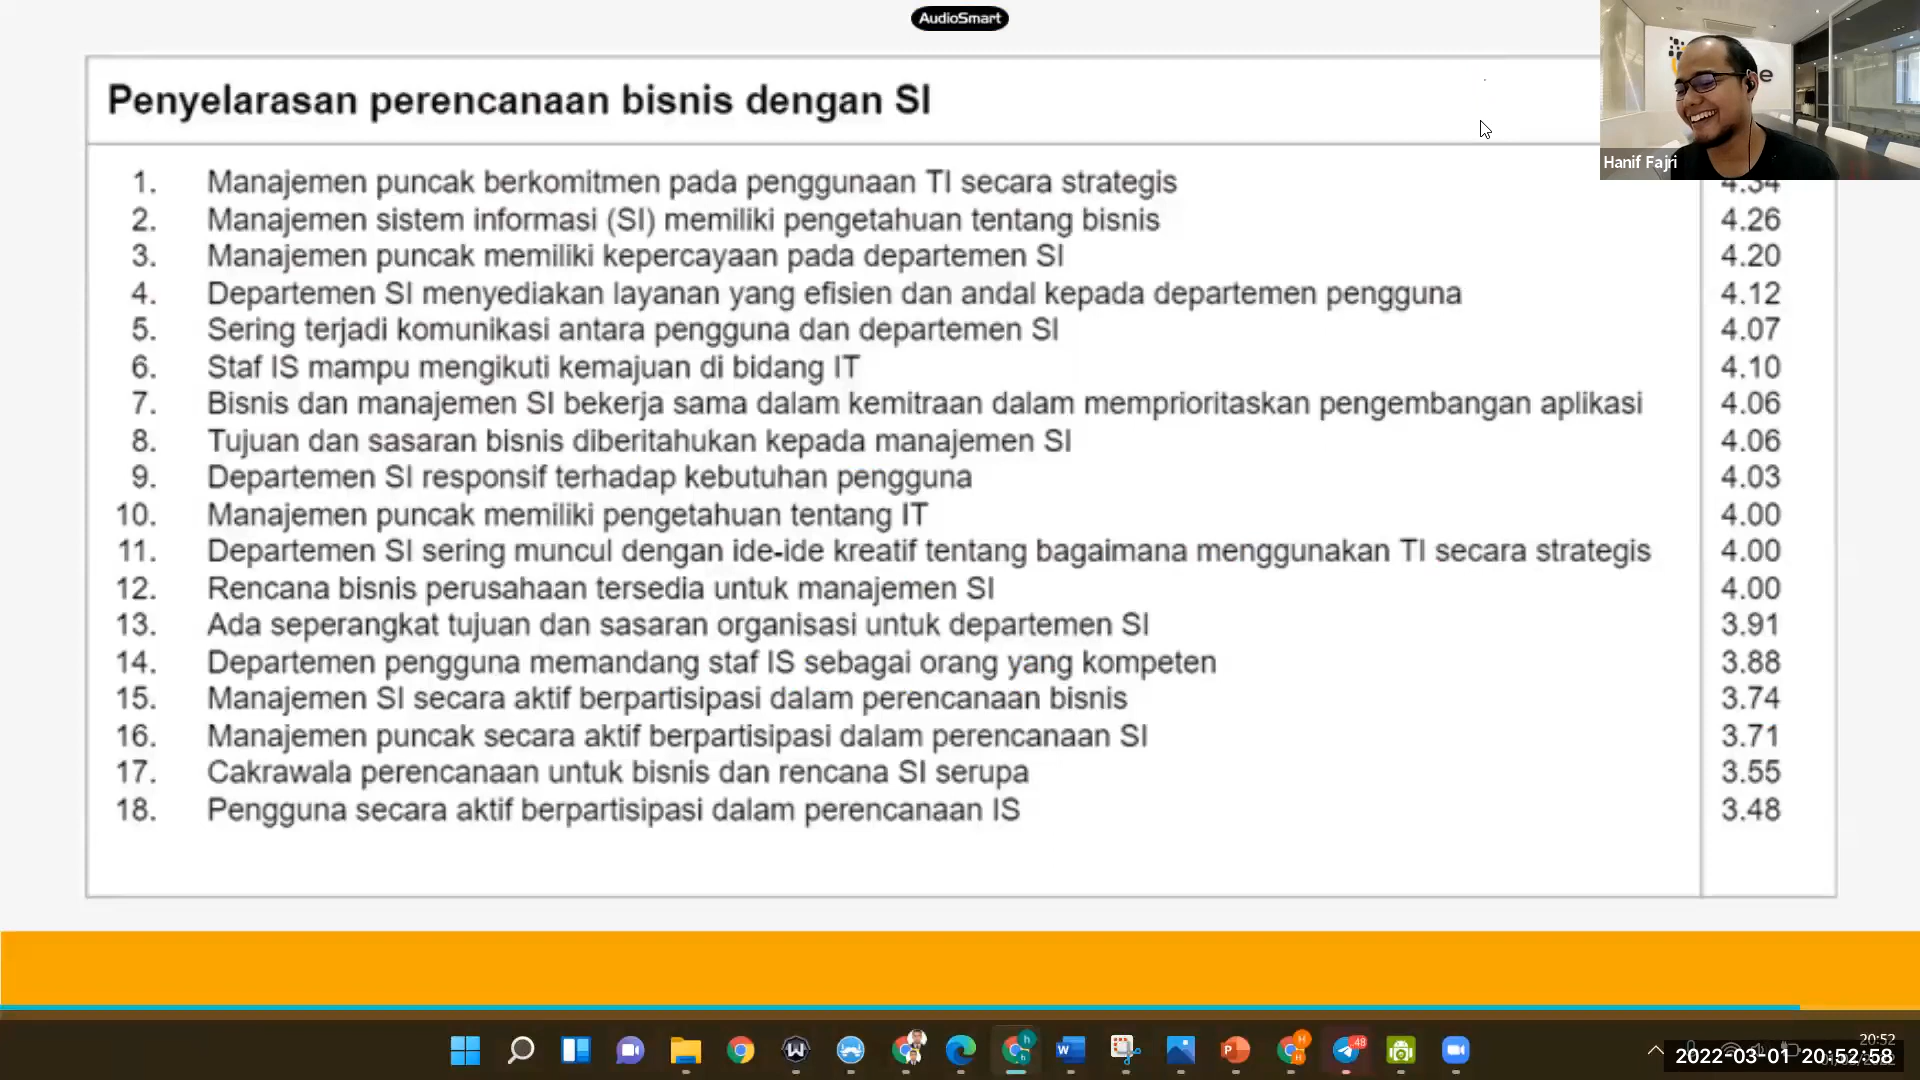 AudioSmart
Penyelarasan perencanaan bisnis dengan SI
e
Hanif Fajri
1. Manajemen puncak berkomitmen pada penggunaan TI secara strategis 4.34
2. Manajemen sistem informasi (SI) memiliki pengetahuan tentang bisnis 4.26
3. Manajemen puncak memiliki kepercayaan pada departemen SI 4.20
4. Departemen SI menyediakan layanan yang efisien dan andal kepada departemen pengguna 4.12
5. Sering terjadi komunikasi antara pengguna dan departemen SI 4.07
6. Staf IS mampu mengikuti kemajuan di bidang IT 4.10
7. Bisnis dan manajemen SI bekerja sama dalam kemitraan dalam memprioritaskan pengembangan aplikasi 4.06
8. Tujuan dan sasaran bisnis diberitahukan kepada manajemen SI 4.06
9. Departemen SI responsif terhadap kebutuhan pengguna 4.03
10. Manajemen puncak memiliki pengetahuan tentang IT 4.00
11. Departemen SI sering muncul dengan ide-ide kreatif tentang bagaimana menggunakan TI secara strategis 4.00
12. Rencana bisnis perusahaan tersedia untuk manajemen SI 4.00
13. Ada seperangkat tujuan dan sasaran organisasi untuk departemen SI 3.91
14. Departemen pengguna memandang staf IS sebagai orang yang kompeten 3.88
15. Manajemen SI secara aktif berpartisipasi dalam perencanaan bisnis 3.74
16. Manajemen puncak secara aktif berpartisipasi dalam perencanaan SI 3.71
17. Cakrawala perencanaan untuk bisnis dan rencana SI serupa 3.55
18. Pengguna secara aktif berpartisipasi dalam perencanaan IS 3.48
48
20:52
2022-03-01 20:52:58